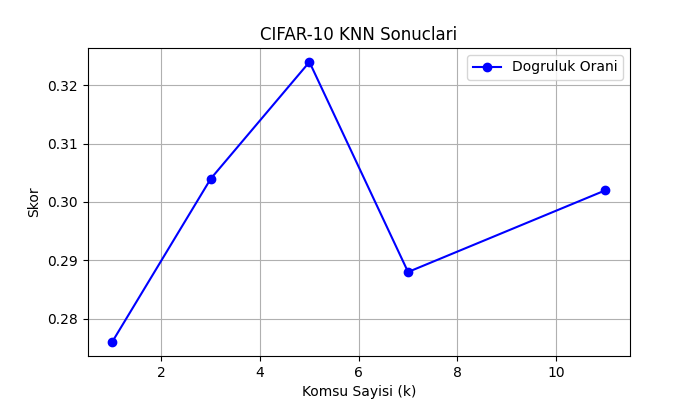 CIFAR-10 KNN Sonuclari
Dogruluk Orani
Skor
0.32
0.31
0.30
0.29
0.28
2 4 6 8 10
Komsu Sayisi (k)